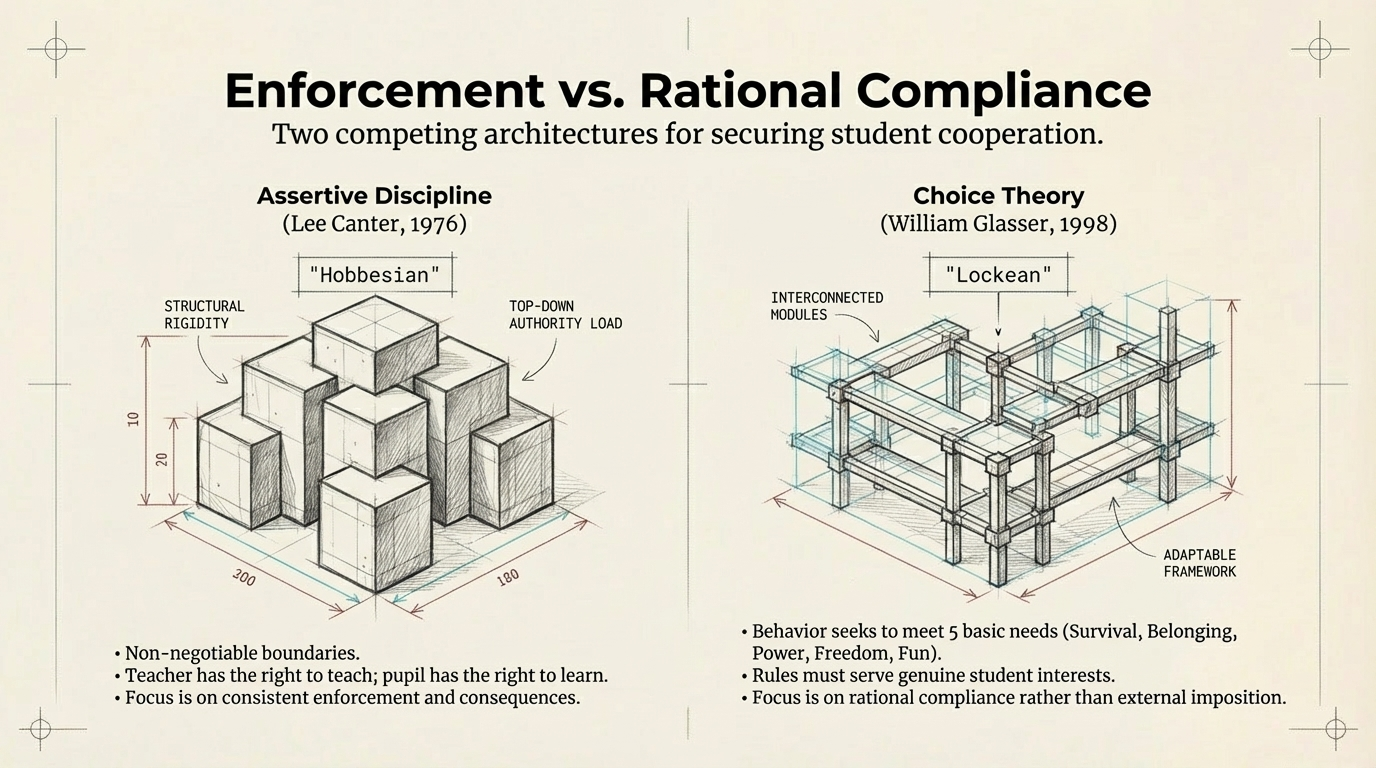 Enforcement vs. Rational Compliance
Two competing architectures for securing student cooperation.
Assertive Discipline
(Lee Canter, 1976)
"Hobbesian"
STRUCTURAL
RIGIDITY
TOP-DOWN
AUTHORITY LOAD
10
20
300
180
• Non-negotiable boundaries.
• Teacher has the right to teach; pupil has the right to learn.
• Focus is on consistent enforcement and consequences.
Choice Theory
(William Glasser, 1998)
"Lockean"
INTERCONNECTED
MODULES
ADAPTABLE
FRAMEWORK
• Behavior seeks to meet 5 basic needs (Survival, Belonging,
Power, Freedom, Fun).
• Rules must serve genuine student interests.
• Focus is on rational compliance rather than external imposition.